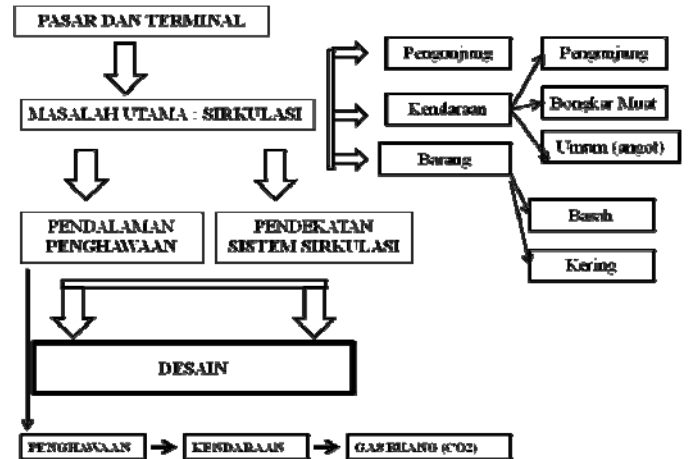 PASAR DAN TERMINAL
MASALAH UTAMA : SIRKULASI
Pengunjung
Kendaraan
Barang
Pengunjung
Bongkar Muat
Umum (angot)
Basah
Kering
PENDALAMAN
PENGHAWAAN
PENDEKATAN
SISTEM SIRKULASI
DESAIN
PENGHAWAAN
KENDARAAN
GAS BUANG (CO2)